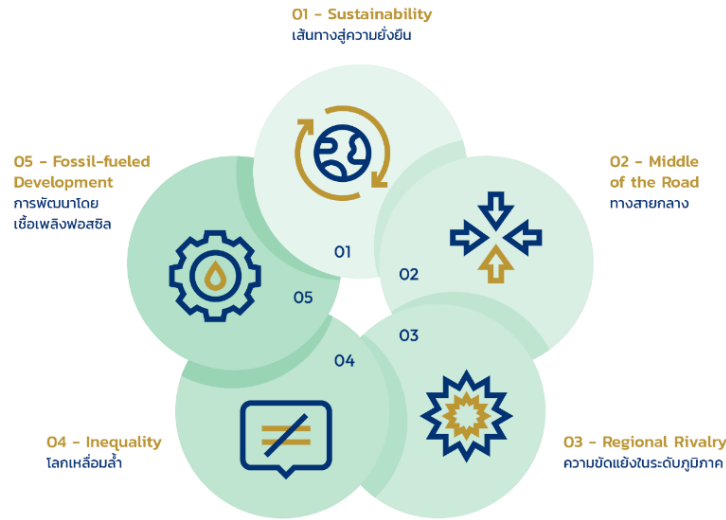 01 - Sustainability
เส้นทางสู่ความยั่งยืน
02 - Middle
of the Road
ทางสายกลาง
03 - Regional Rivalry
ความขัดแย้งในระดับภูมิภาค
04 - Inequality
โลกเหลื่อมล้ำ
05 - Fossil-fueled
Development
การพัฒนาโดย
เชื้อเพลิงฟอสซิล
01
02
03
04
05